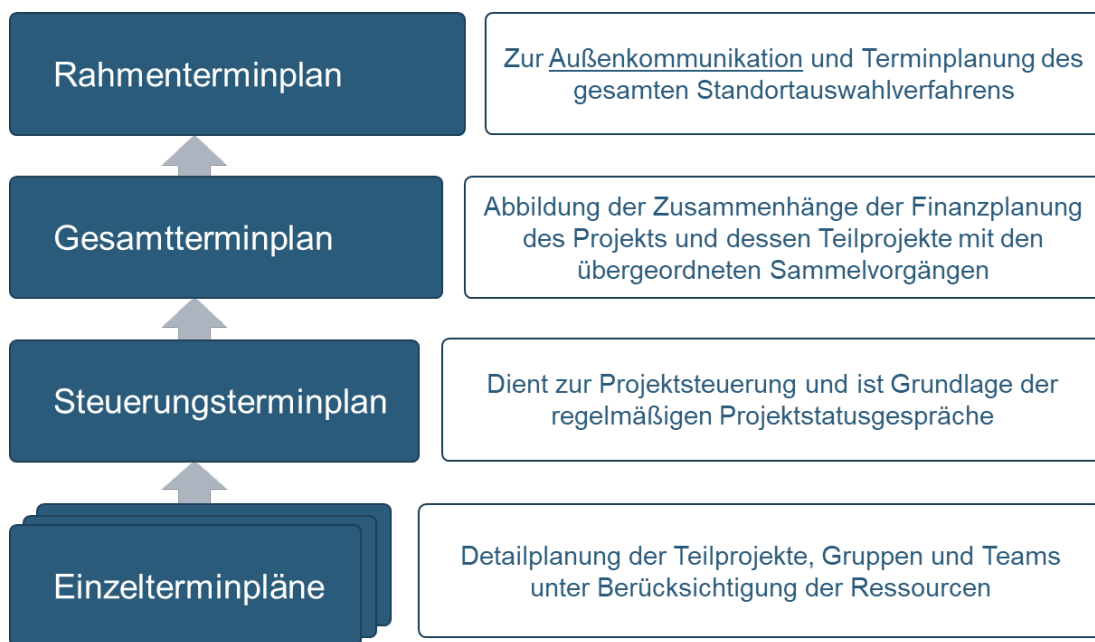 Rahmenterminplan
Zur Außenkommunikation und Terminplanung des
gesamten Standortauswahlverfahrens
Gesamtterminplan
Abbildung der Zusammenhänge der Finanzplanung
des Projekts und dessen Teilprojekte mit den
übergeordneten Sammelvorgängen
Steuerungsterminplan
Dient zur Projektsteuerung und ist Grundlage der
regelmäßigen Projektstatusgespräche
Einzelterminpläne
Detailplanung der Teilprojekte, Gruppen und Teams
unter Berücksichtigung der Ressourcen